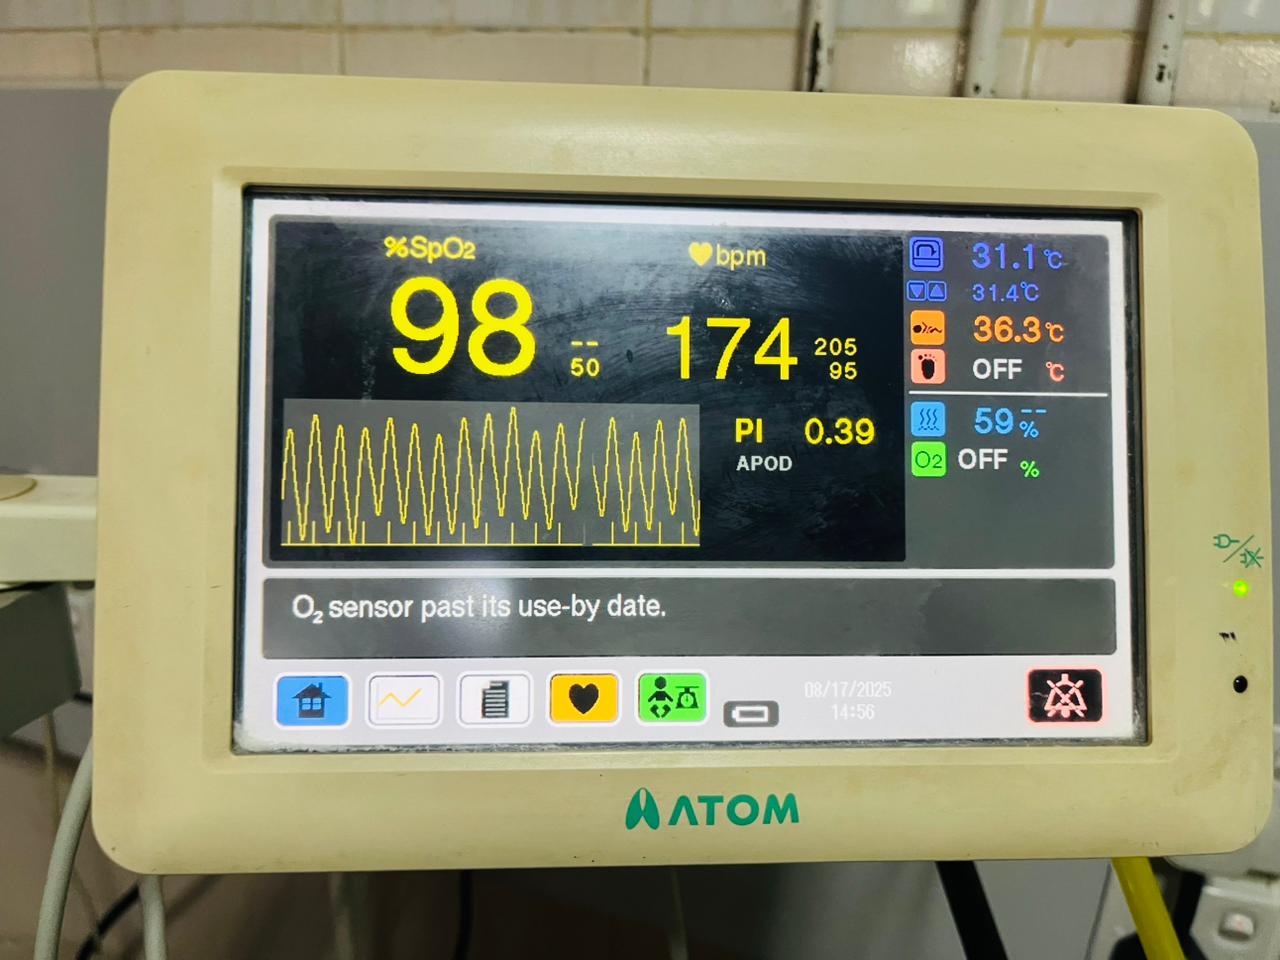 %SpO2
98
--
50
bpm
174
205
95
PI 0.39
APOD
31.1℃
31.4℃
36.3℃
OFF ℃
59 --%
O2 OFF %
O₂ sensor past its use-by date.
08/17/2025
14:56
ATOM